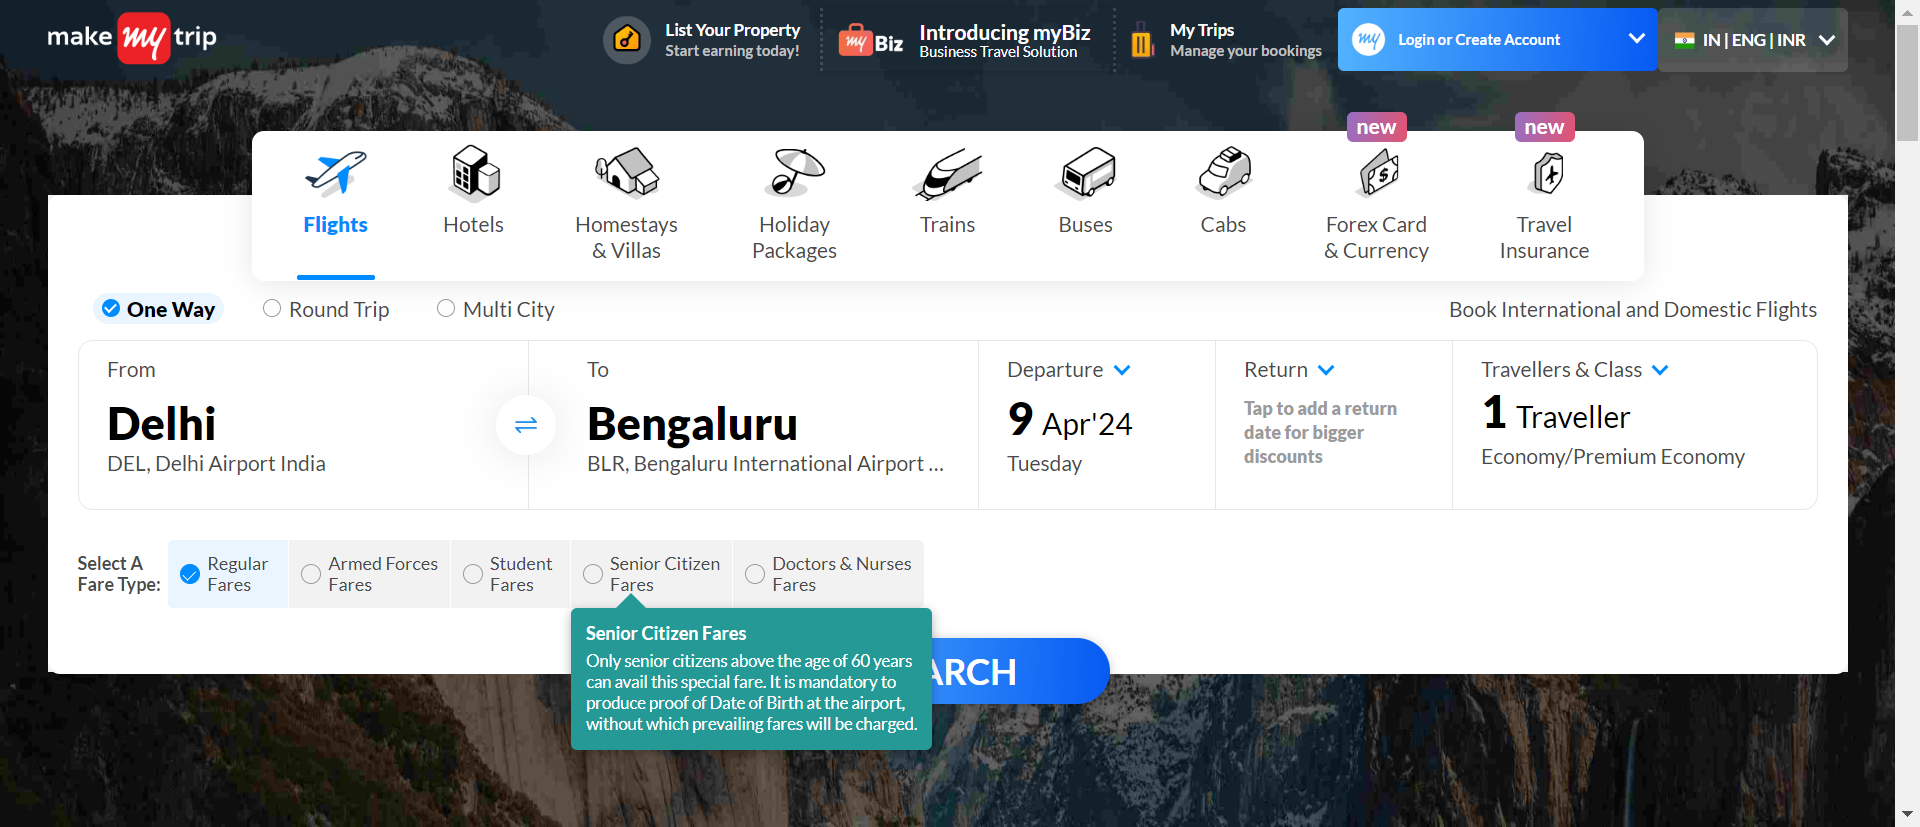 make my trip
List Your Property
Start earning today!
my Biz
Introducing myBiz
Business Travel Solution
My Trips
Manage your bookings
my
Login or Create Account
IN | ENG | INR
new
new
Flights
Hotels
Homestays
& Villas
Holiday
Packages
Trains
Buses
Cabs
Forex Card
& Currency
Travel
Insurance
One Way
Round Trip
Multi City
Book International and Domestic Flights
From
Delhi
DEL, Delhi Airport India
To
Bengaluru
BLR, Bengaluru International Airport ...
Departure
9 Apr'24
Tuesday
Return
Tap to add a return
date for bigger
discounts
Travellers & Class
1 Traveller
Economy/Premium Economy
Select A
Fare Type:
Regular
Fares
Armed Forces
Fares
Student
Fares
Senior Citizen
Fares
Doctors & Nurses
Fares
Senior Citizen Fares
Only senior citizens above the age of 60 years
can avail this special fare. It is mandatory to
produce proof of Date of Birth at the airport,
without which prevailing fares will be charged.
ARCH